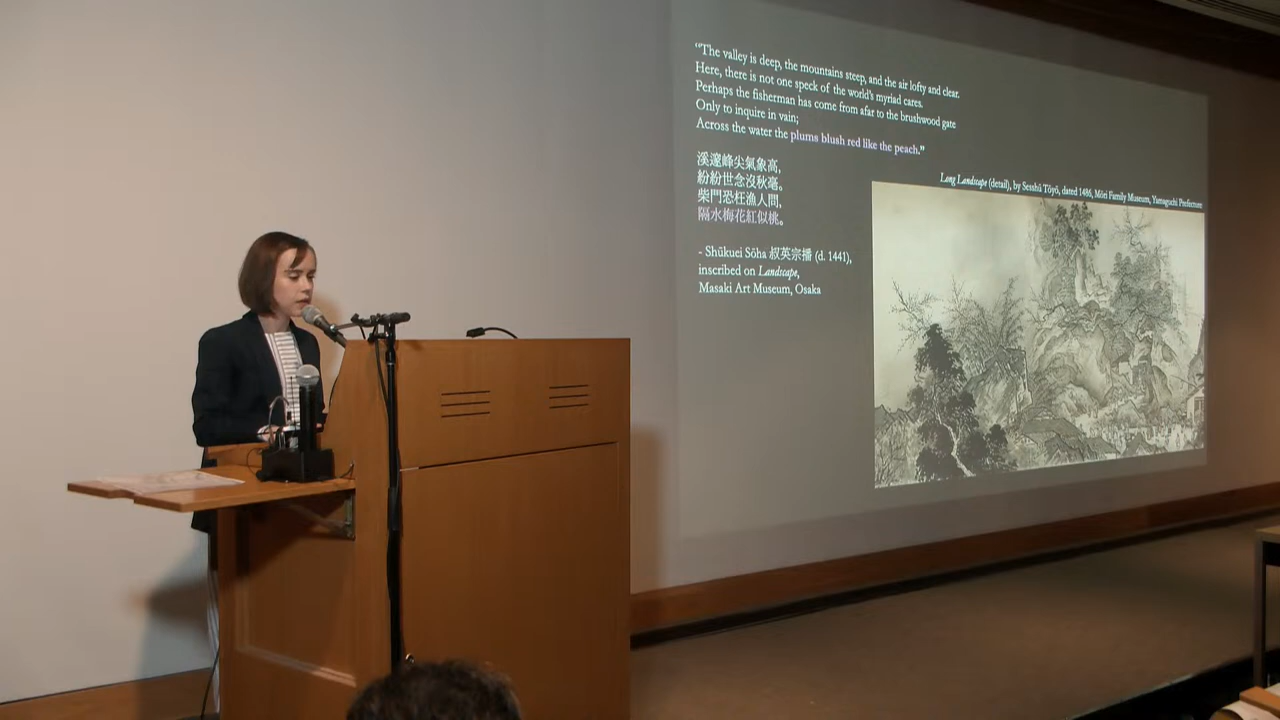 “The valley is deep, the mountains steep, and the air lofty and clear.
Here, there is not one speck of the world’s myriad cares.
Perhaps the fisherman has come from afar to the brushwood gate
Only to inquire in vain;
Across the water the plums blush red like the peach.”
溪邃峰尖氣象高,
紛紛世念沒秋毫。
柴門恐枉漁人問,
隔水梅花紅似桃。
- Shūkuei Sōha 叔英宗播 (d. 1441),
inscribed on Landscape,
Masaki Art Museum, Osaka
Long Landscape (detail), by Sesshū Tōyō, dated 1486, Mōri Family Museum, Yamaguchi Prefecture